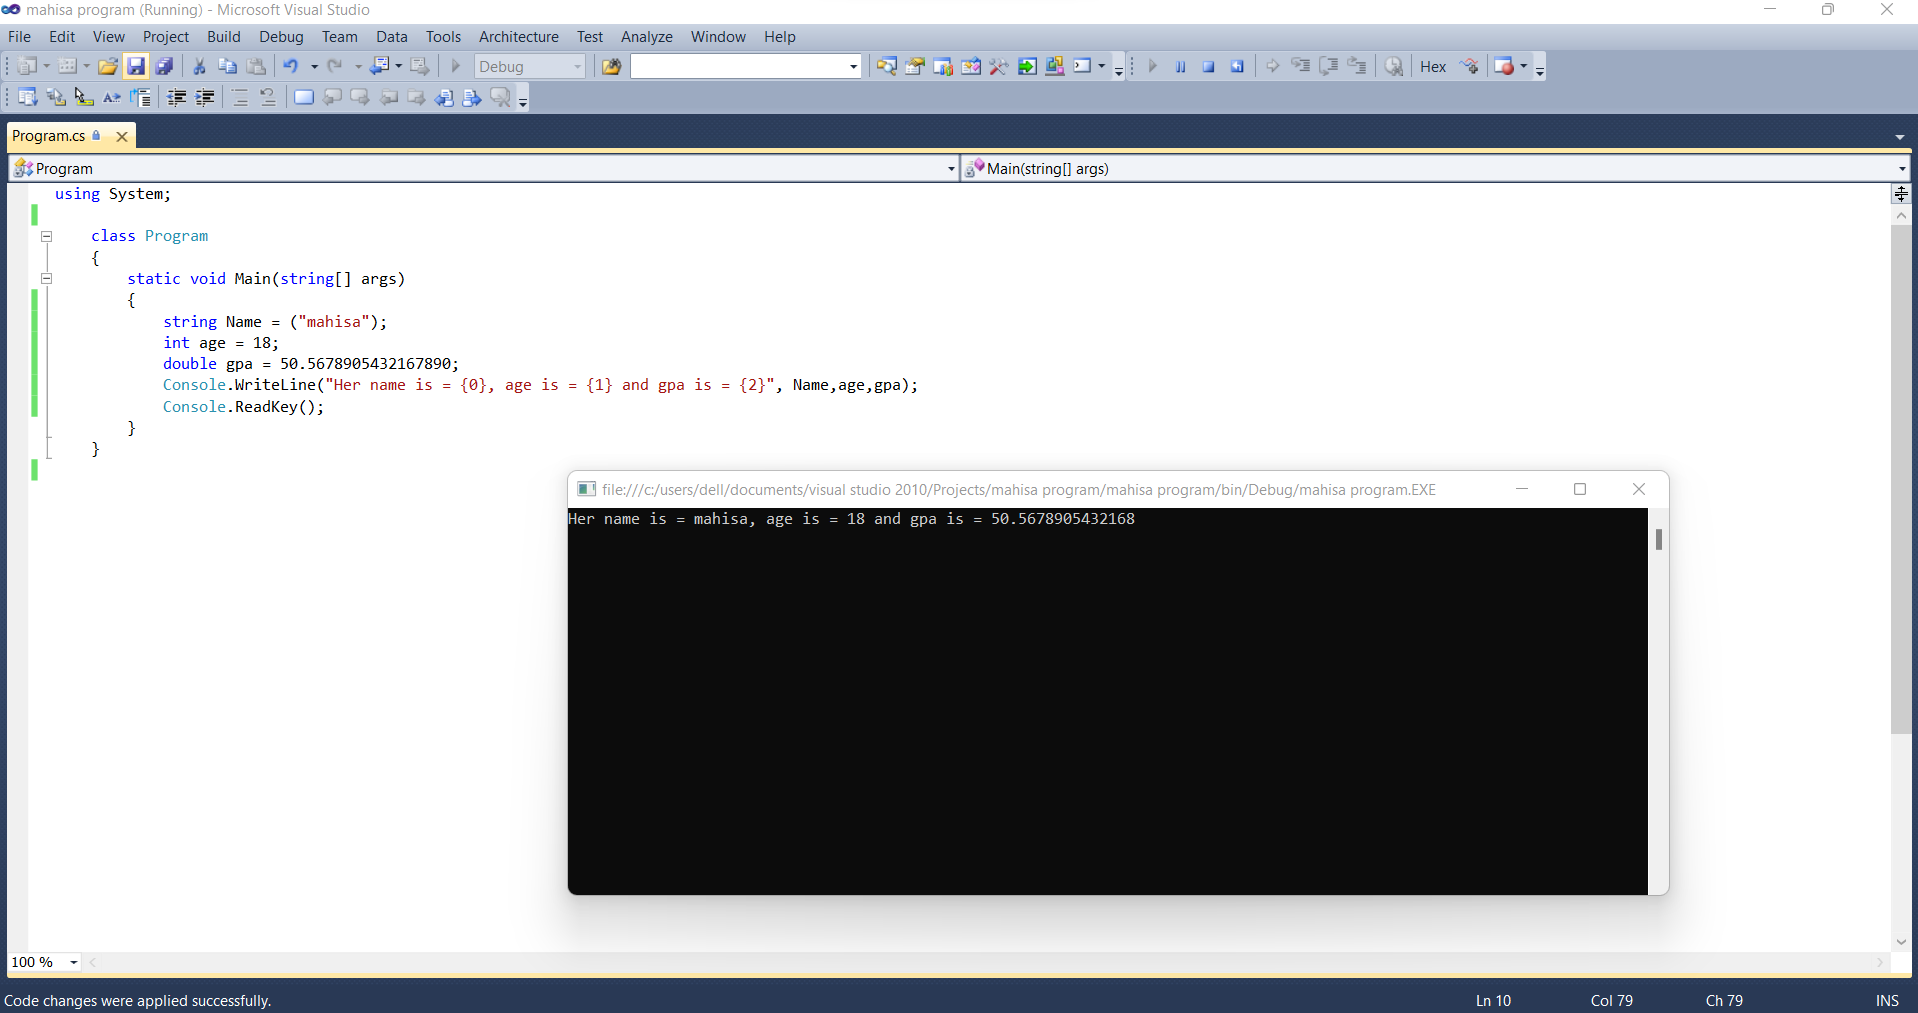 mahisa program (Running) - Microsoft Visual Studio
File Edit View Project Build Debug Team Data Tools Architecture Test Analyze Window Help
Debug
Hex
Program.cs
Program
Main(string[] args)
using System;
class Program
{
static void Main(string[] args)
{
string Name = ("mahisa");
int age = 18;
double gpa = 50.5678905432167890;
Console.WriteLine("Her name is = {0}, age is = {1} and gpa is = {2}", Name,age,gpa);
Console.ReadKey();
}
}
file:///c:/users/dell/documents/visual studio 2010/Projects/mahisa program/mahisa program/bin/Debug/mahisa program.EXE
Her name is = mahisa, age is = 18 and gpa is = 50.5678905432168
100 %
Code changes were applied successfully.
Ln 10 Col 79 Ch 79 INS